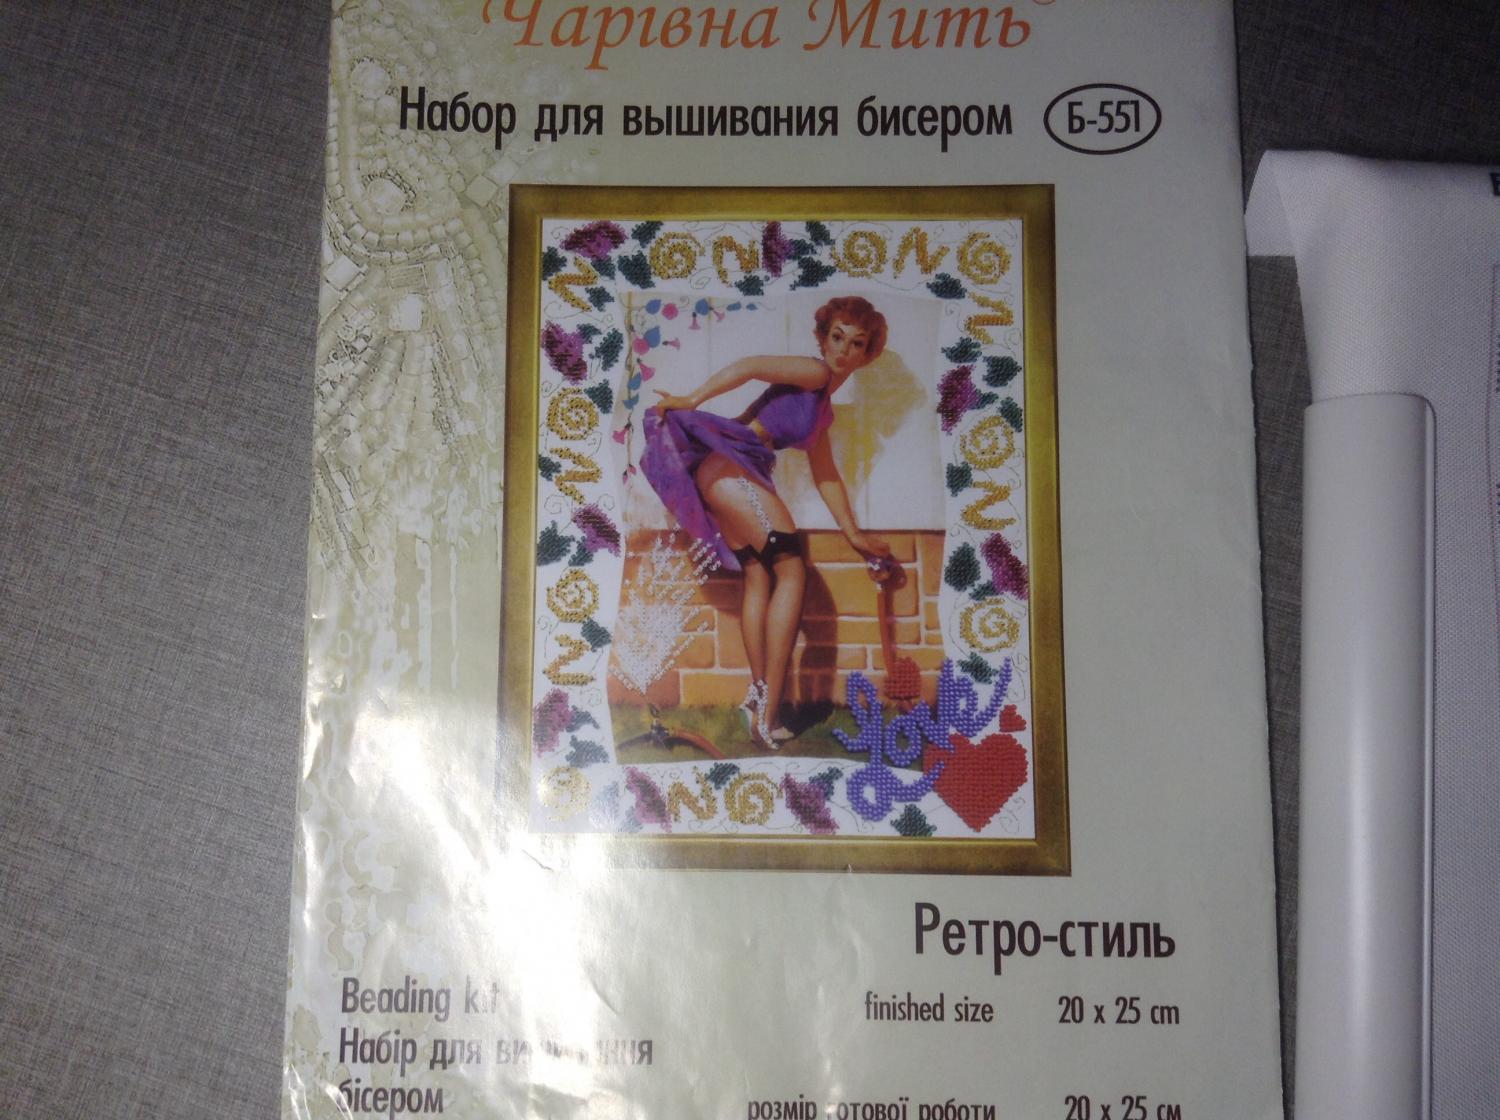 Чарівна Мить
Набор для вышивания бисером Б-551
Love
Ретро-стиль
Beading kit
finished size 20 x 25 cm
Набір для вишивання
бісером
розмір готової роботи 20 x 25 см